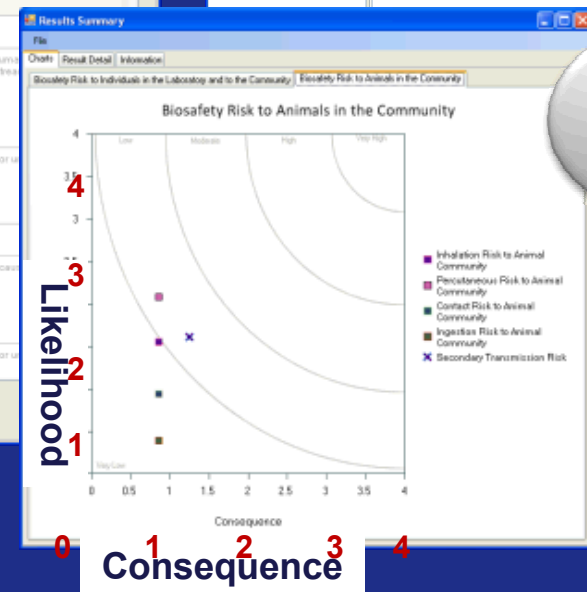 Results Summary
File
Charts Result Detail Information
Biosafety Risk to Individuals in the Laboratory and to the Community Biosafety Risk to Animals in the Community
Biosafety Risk to Animals in the Community
4
Low Moderate High Very High
4
3
3
Inhalation Risk to Animal
Community
Percutaneous Risk to Animal
Community
Contact Risk to Animal
Community
Ingestion Risk to Animal
Community
Secondary Transmission Risk
Likelihood
2
1
Very Low
0 0.5 1 1.5 2 2.5 3 3.5 4
Consequence
0 1 2 3 4
Consequence